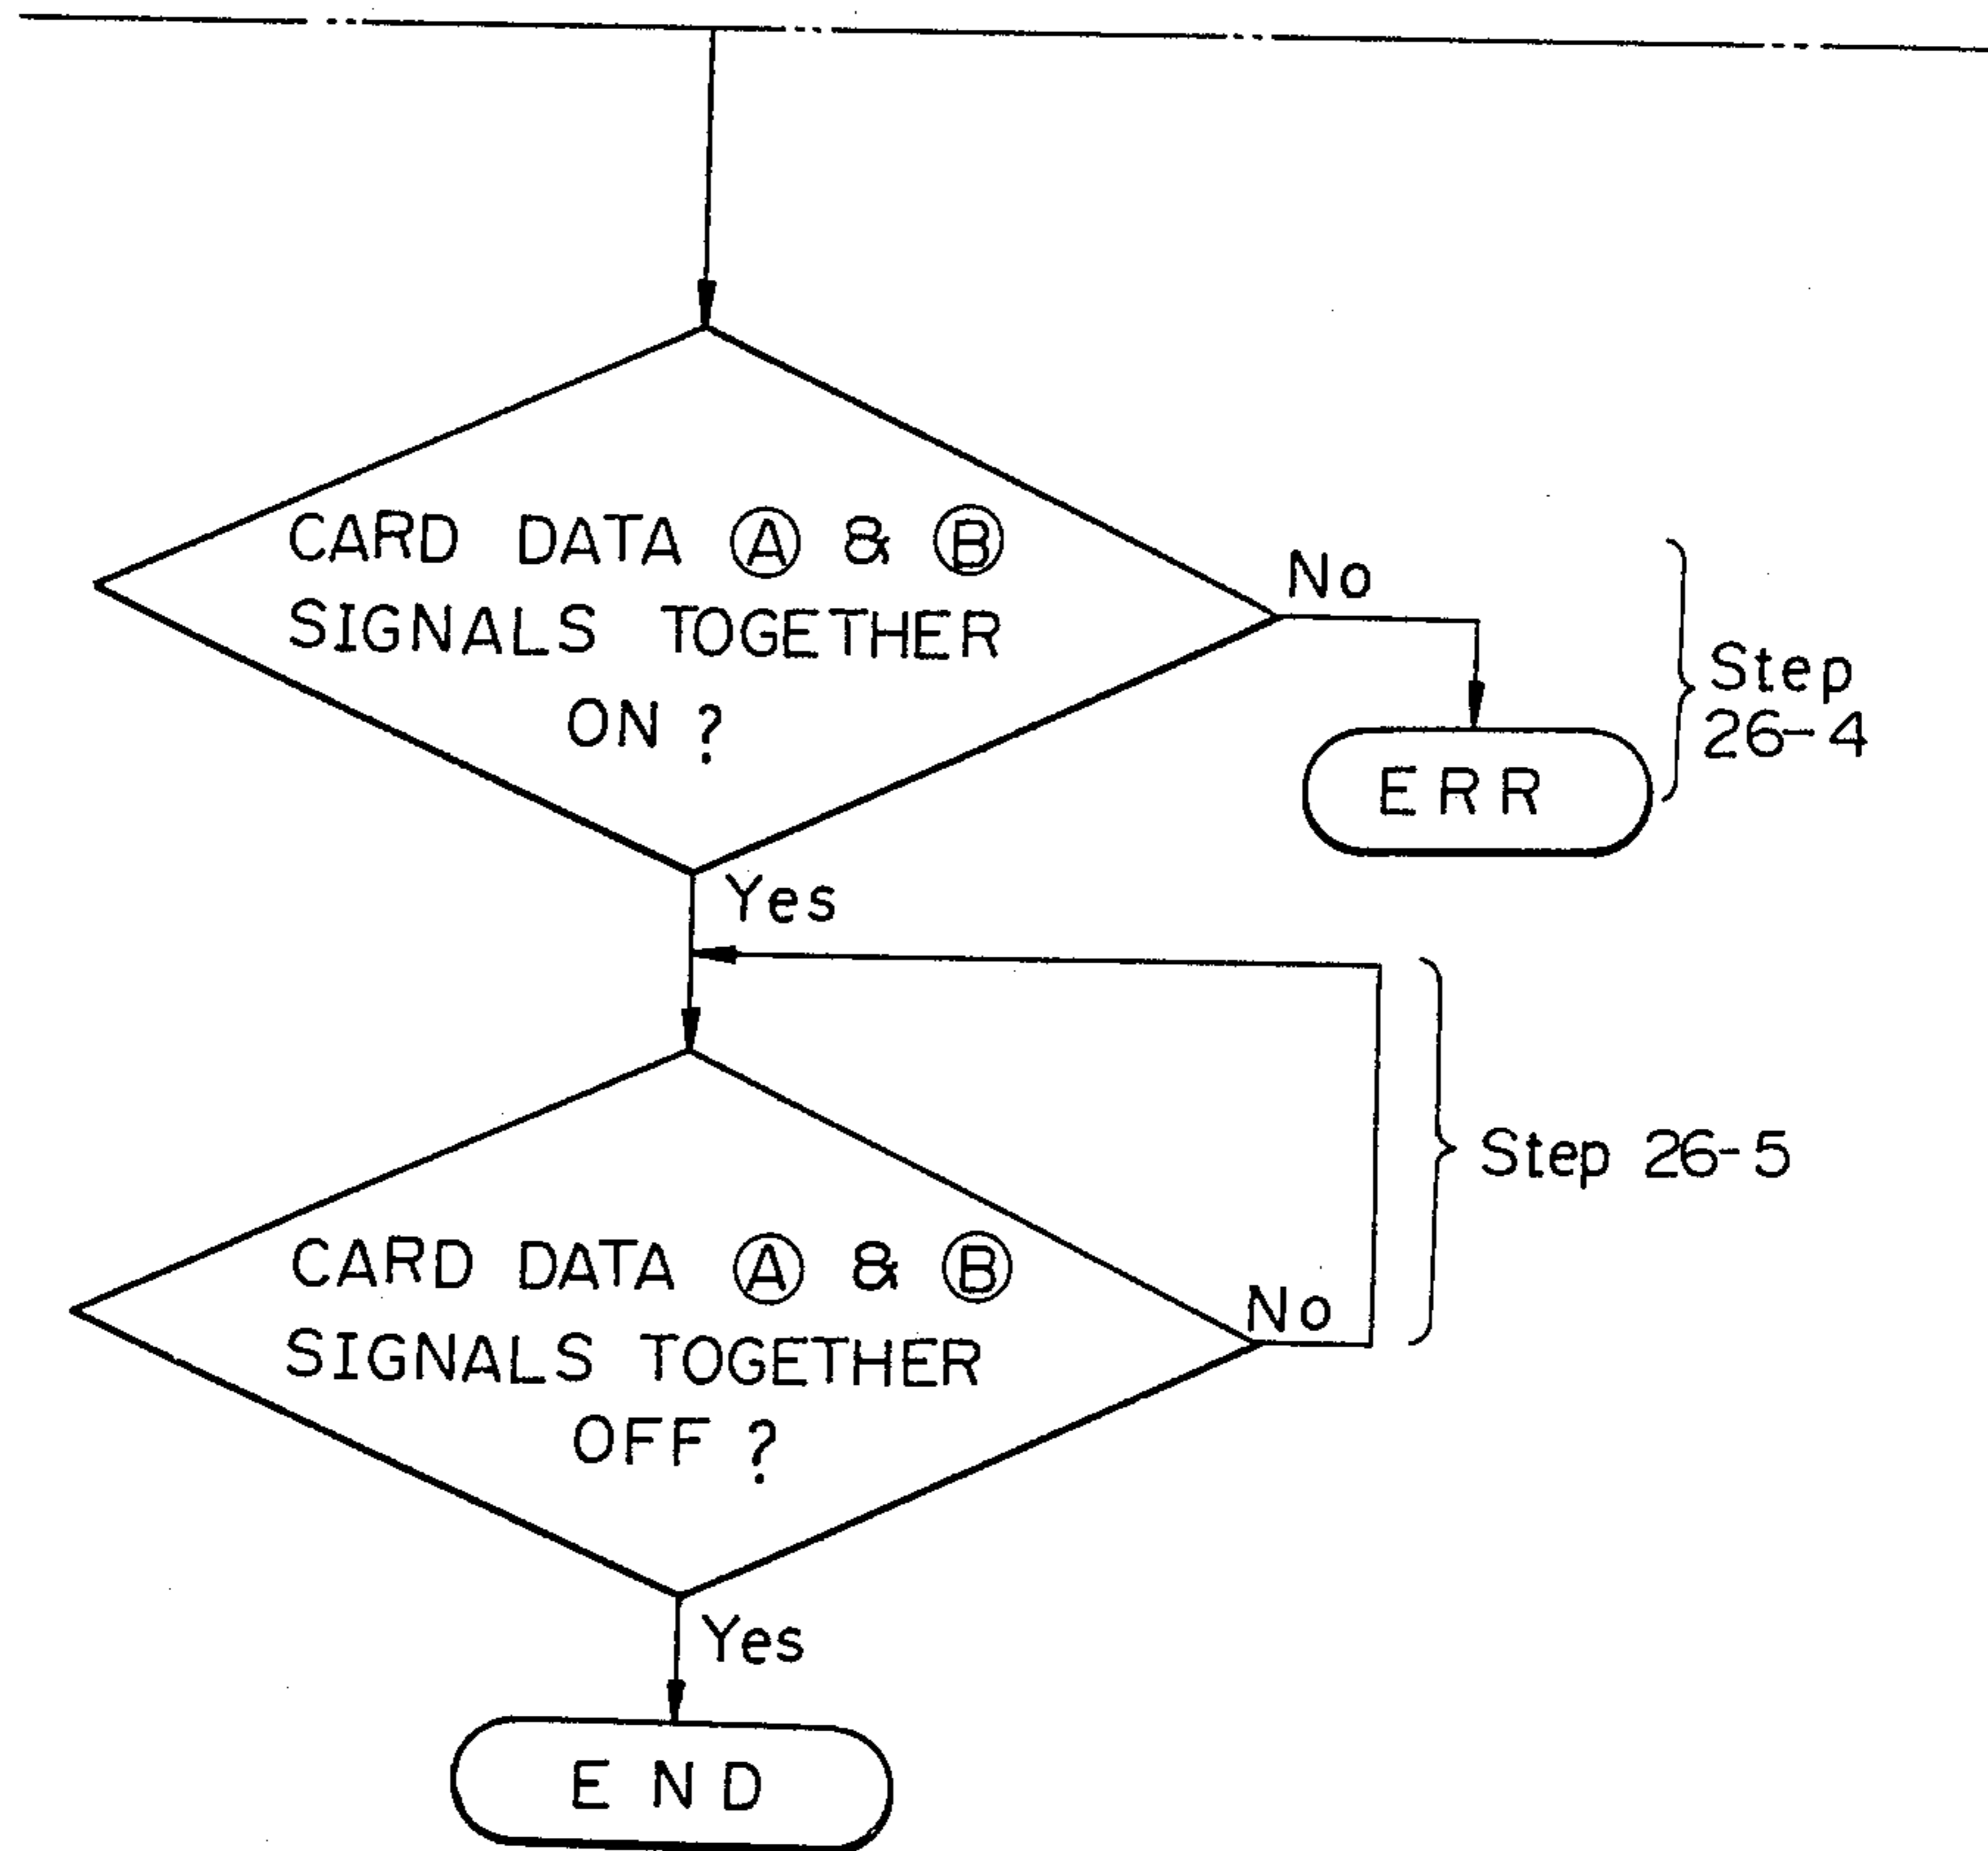 CARD DATA Ⓐ & Ⓑ
SIGNALS TOGETHER
ON ?
No
Step
26-4
ERR
Yes
Step 26-5
CARD DATA Ⓐ & Ⓑ
SIGNALS TOGETHER
OFF ?
No
Yes
END